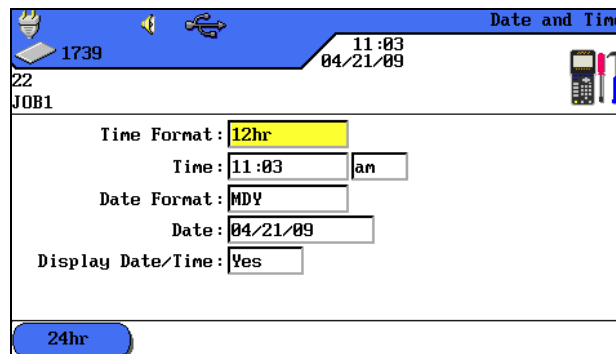 Date and Time
1739
11:03
04/21/09
22
JOB1
Time Format: 12hr
Time: 11:03 am
Date Format: MDY
Date: 04/21/09
Display Date/Time: Yes
24hr